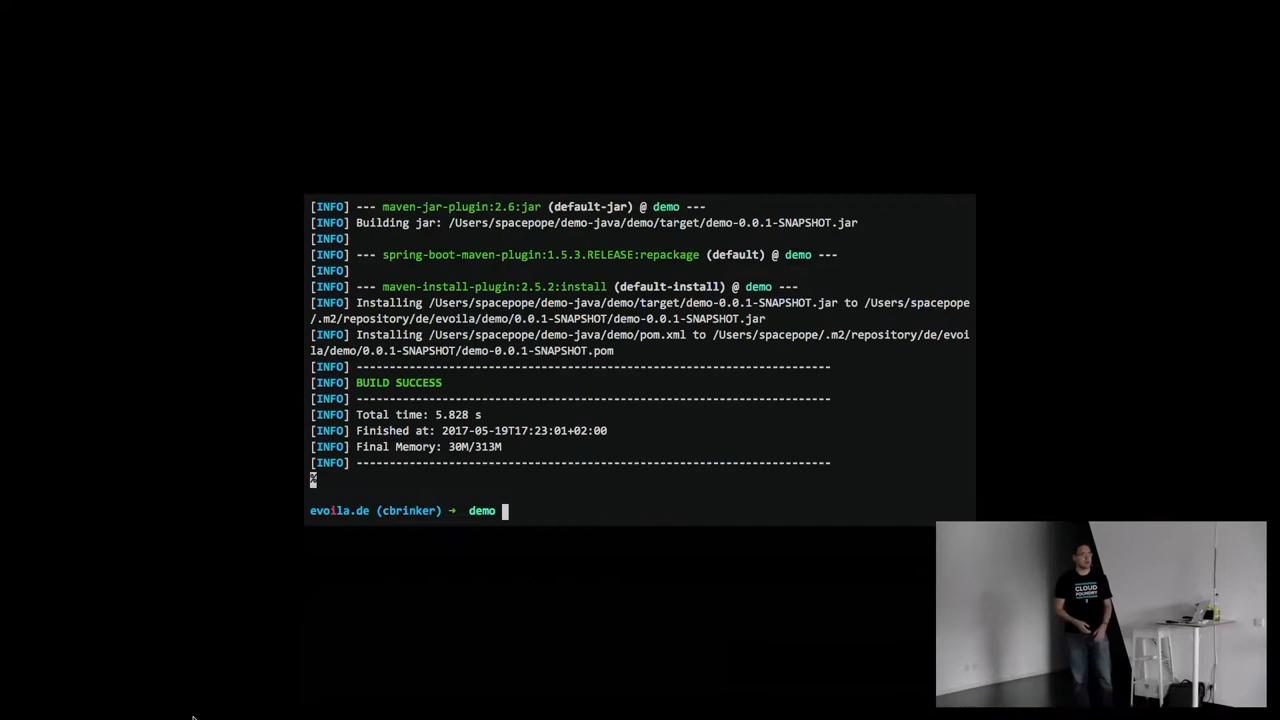 [INFO] --- maven-jar-plugin:2.6:jar (default-jar) @ demo ---
[INFO] Building jar: /Users/spacepope/demo-java/demo/target/demo-0.0.1-SNAPSHOT.jar
[INFO]
[INFO] --- spring-boot-maven-plugin:1.5.3.RELEASE:repackage (default) @ demo ---
[INFO]
[INFO] --- maven-install-plugin:2.5.2:install (default-install) @ demo ---
[INFO] Installing /Users/spacepope/demo-java/demo/target/demo-0.0.1-SNAPSHOT.jar to /Users/spacepope
/.m2/repository/de/evoila/demo/0.0.1-SNAPSHOT/demo-0.0.1-SNAPSHOT.jar
[INFO] Installing /Users/spacepope/demo-java/demo/pom.xml to /Users/spacepope/.m2/repository/de/evoi
la/demo/0.0.1-SNAPSHOT/demo-0.0.1-SNAPSHOT.pom
[INFO] ------------------------------------------------------------------------
[INFO] BUILD SUCCESS
[INFO] ------------------------------------------------------------------------
[INFO] Total time: 5.828 s
[INFO] Finished at: 2017-05-19T17:23:01+02:00
[INFO] Final Memory: 30M/313M
[INFO] ------------------------------------------------------------------------
%
evoila.de (cbrinker) ➜ demo
CLOUD
FOUNDRY